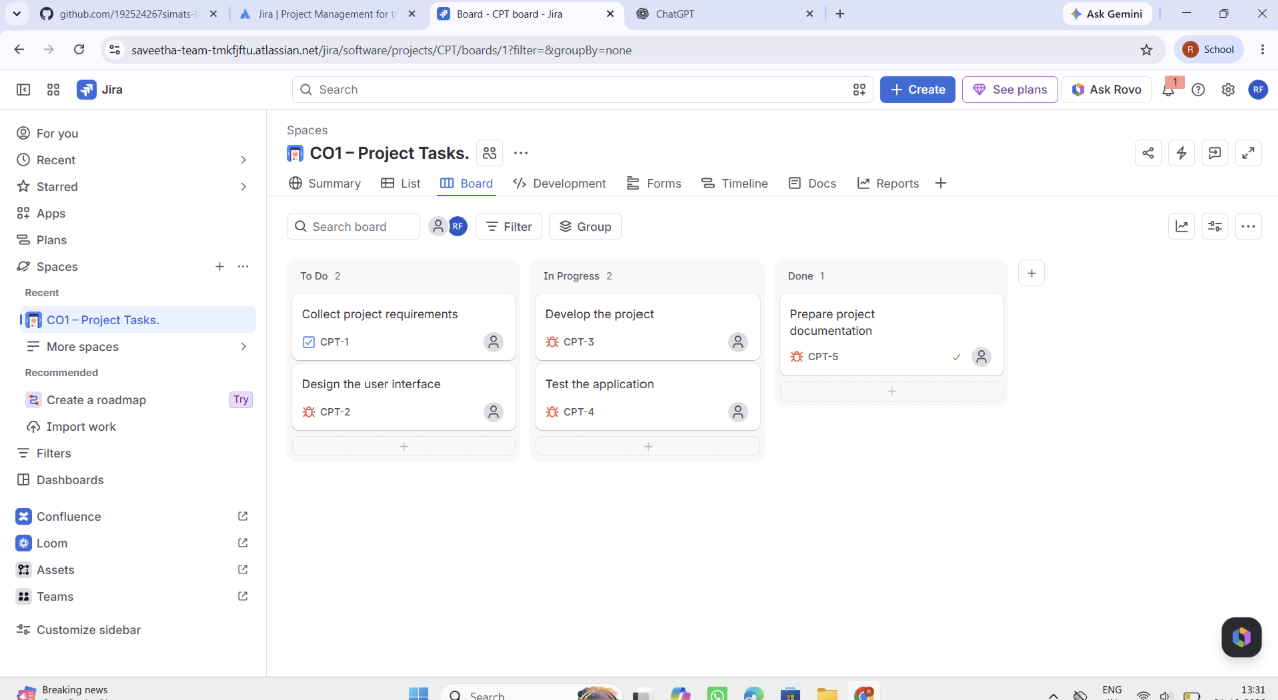 github.com/192524267simats-l
Jira | Project Management for t
Board - CPT board - Jira
ChatGPT
Ask Gemini
saveetha-team-tmkfjftu.atlassian.net/jira/software/projects/CPT/boards/1?filter=&groupBy=none
R School
Jira
Search
Create
See plans
Ask Rovo
1
RF
For you
Recent
Starred
Apps
Plans
Spaces
Recent
CO1 – Project Tasks.
More spaces
Recommended
Create a roadmap
Try
Import work
Filters
Dashboards
Confluence
Loom
Assets
Teams
Customize sidebar
Spaces
CO1 – Project Tasks.
Summary
List
Board
Development
Forms
Timeline
Docs
Reports
Search board
RF
Filter
Group
To Do 2
Collect project requirements
CPT-1
Design the user interface
CPT-2
In Progress 2
Develop the project
CPT-3
Test the application
CPT-4
Done 1
Prepare project
documentation
CPT-5
Breaking news
Search
ENG
13:31